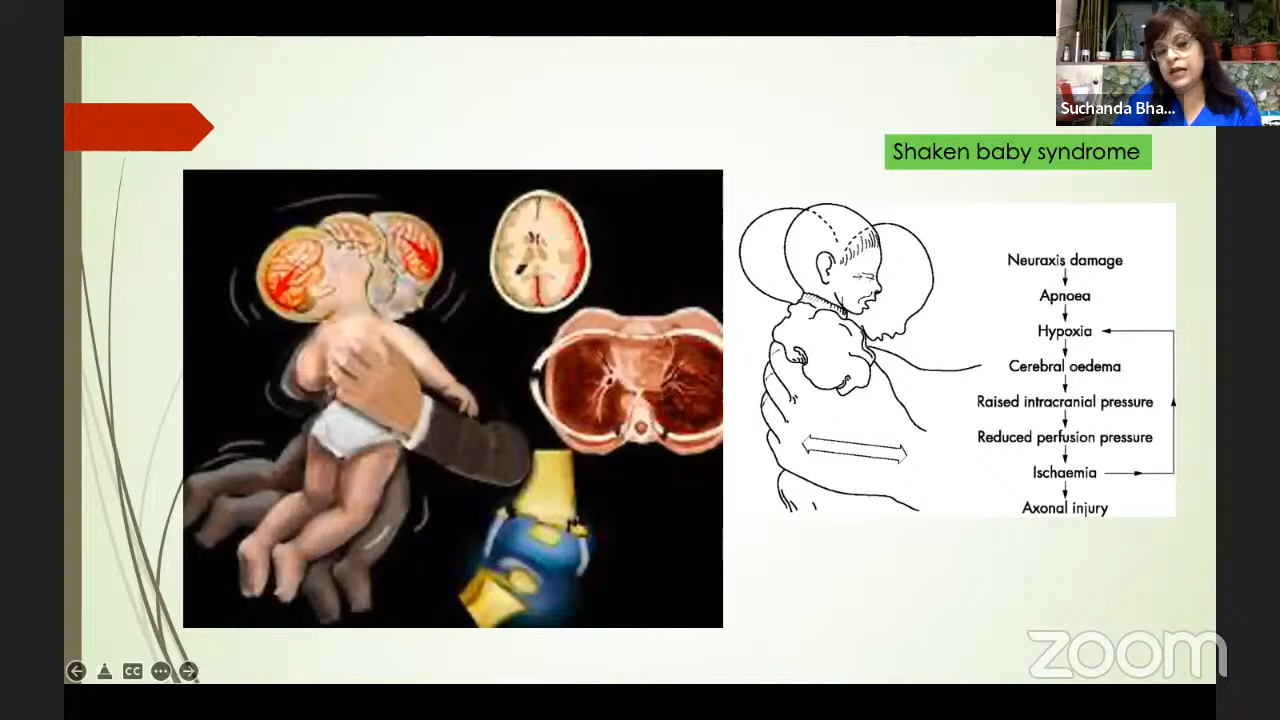 Suchanda Bha...
Shaken baby syndrome
Neuraxis damage
Apnoea
Hypoxia
Cerebral oedema
Raised intracranial pressure
Reduced perfusion pressure
Ischaemia
Axonal injury
CC
zoom